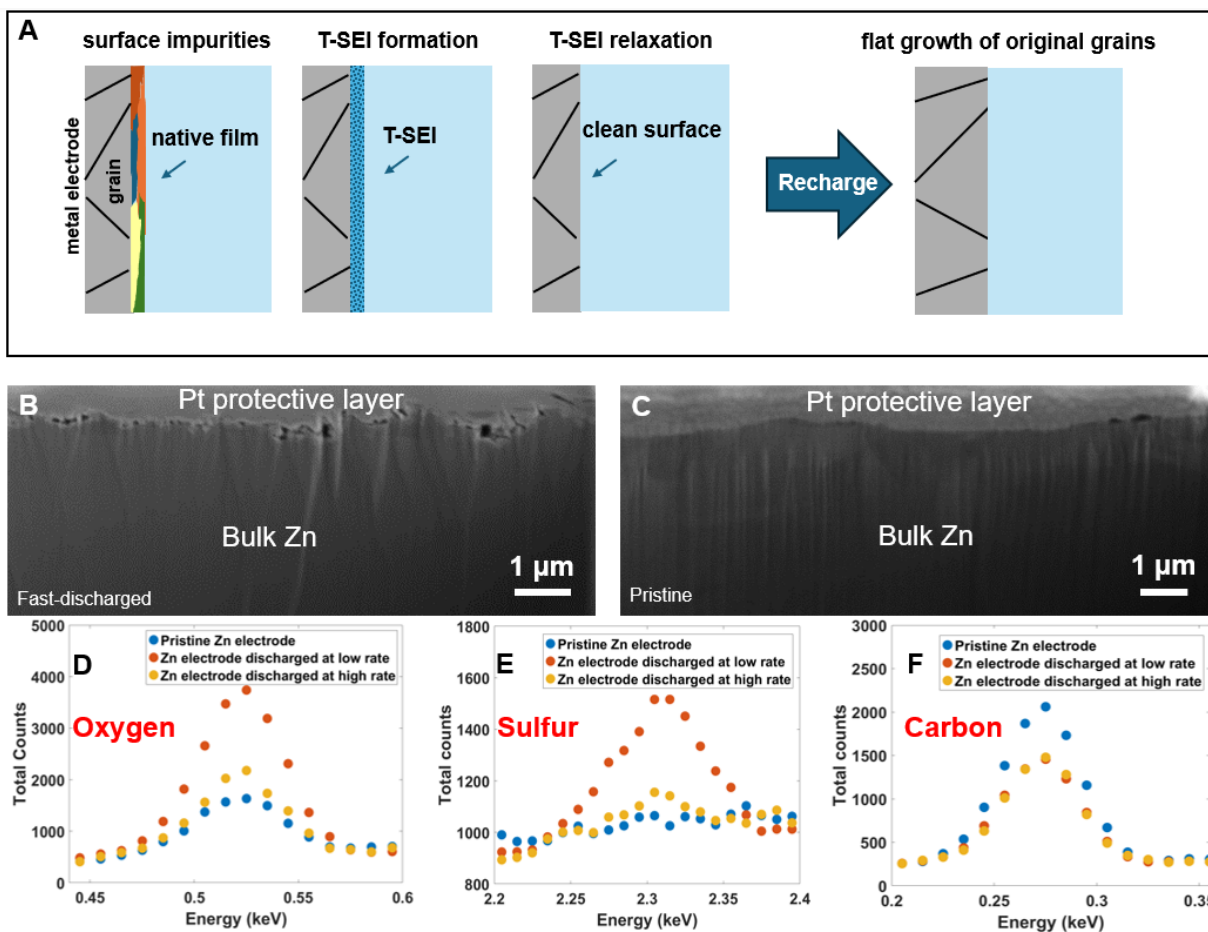 A
surface impurities
T-SEI formation
T-SEI relaxation
flat growth of original grains
metal electrode
grain
native film
T-SEI
clean surface
Recharge
B
Pt protective layer
Bulk Zn
1 µm
Fast-discharged
C
Pt protective layer
Bulk Zn
1 µm
Pristine
D
Oxygen
Pristine Zn electrode
Zn electrode discharged at low rate
Zn electrode discharged at high rate
Total Counts
5000
4000
3000
2000
1000
0
0.45 0.5 0.55 0.6
Energy (keV)
E
Sulfur
Pristine Zn electrode
Zn electrode discharged at low rate
Zn electrode discharged at high rate
Total counts
1800
1600
1400
1200
1000
800
2.2 2.25 2.3 2.35 2.4
Energy (keV)
F
Carbon
Pristine Zn electrode
Zn electrode discharged at low rate
Zn electrode discharged at high rate
Total counts
3000
2500
2000
1500
1000
500
0
0.2 0.25 0.3 0.35
Energy (keV)